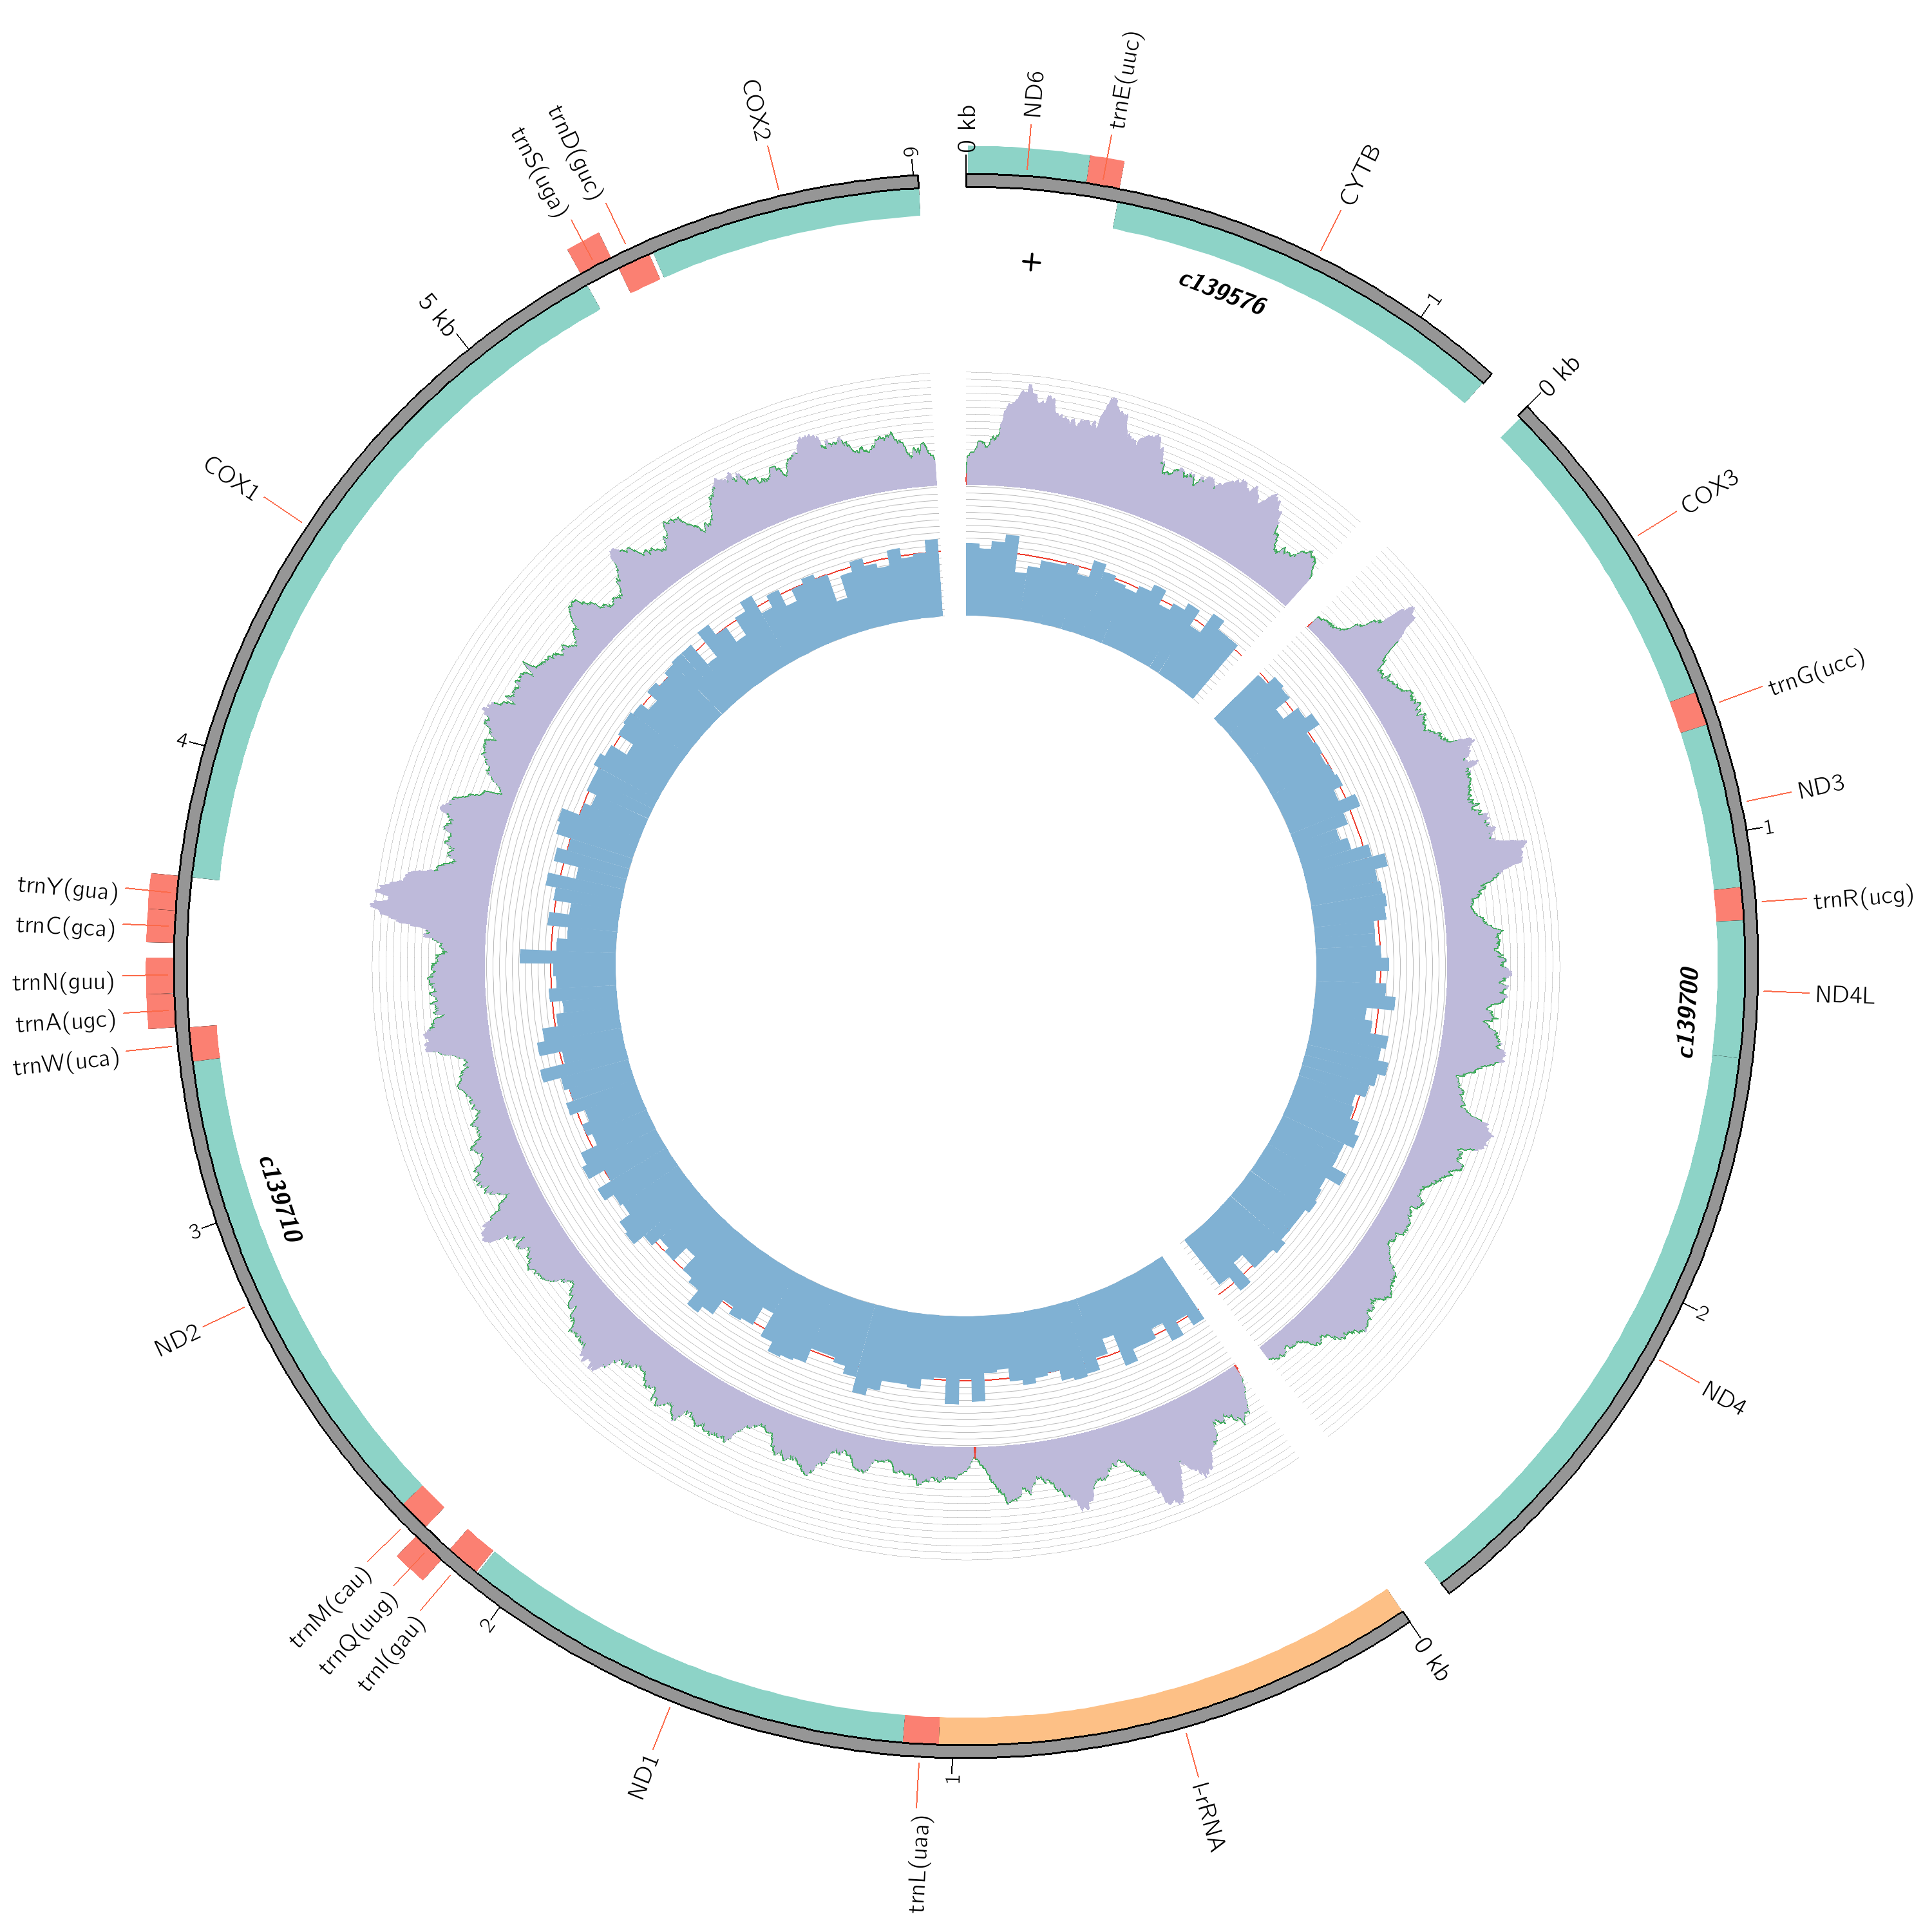 0 kb
ND6
trnE(uuc)
CYTB
1
+
c139576
0 kb
COX3
trnG(ucc)
ND3
1
trnR(ucg)
ND4L
c139700
2
ND4
0 kb
l-rRNA
1
trnL(uaa)
ND1
2
trnI(gau)
trnQ(uug)
trnM(cau)
ND2
3
c139710
trnW(uca)
trnA(ugc)
trnN(guu)
trnC(gca)
trnY(gua)
4
COX1
5 kb
trnS(uga)
trnD(guc)
COX2
6